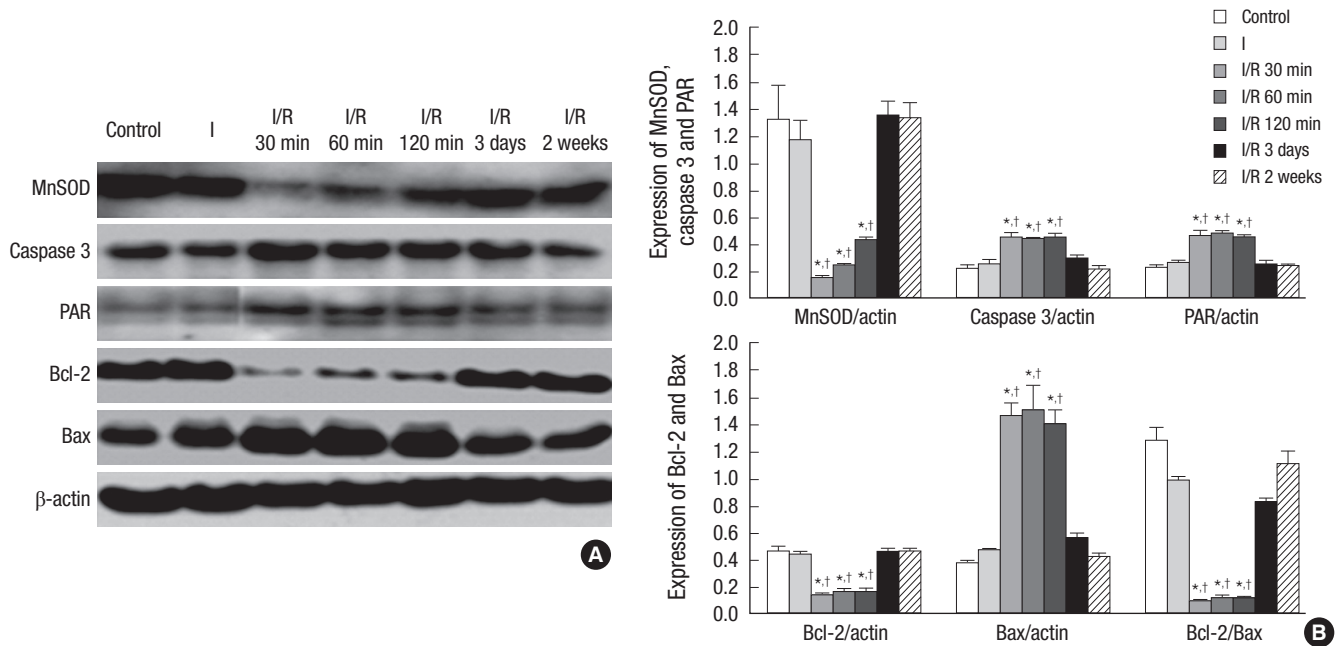 Control
I
I/R
30 min
I/R
60 min
I/R
120 min
I/R
3 days
I/R
2 weeks
MnSOD
Caspase 3
PAR
Bcl-2
Bax
β-actin
A
Expression of MnSOD,
caspase 3 and PAR
2.0
1.8
1.6
1.4
1.2
1.0
0.8
0.6
0.4
0.2
0.0
*,† *,† *,†
*,† *,† *,†
*,† *,† *,†
MnSOD/actin
Caspase 3/actin
PAR/actin
Control
I
I/R 30 min
I/R 60 min
I/R 120 min
I/R 3 days
I/R 2 weeks
Expression of Bcl-2 and Bax
2.0
1.8
1.6
1.4
1.2
1.0
0.8
0.6
0.4
0.2
0.0
*,† *,† *,†
*,† *,† *,†
*,† *,† *,†
Bcl-2/actin
Bax/actin
Bcl-2/Bax
B